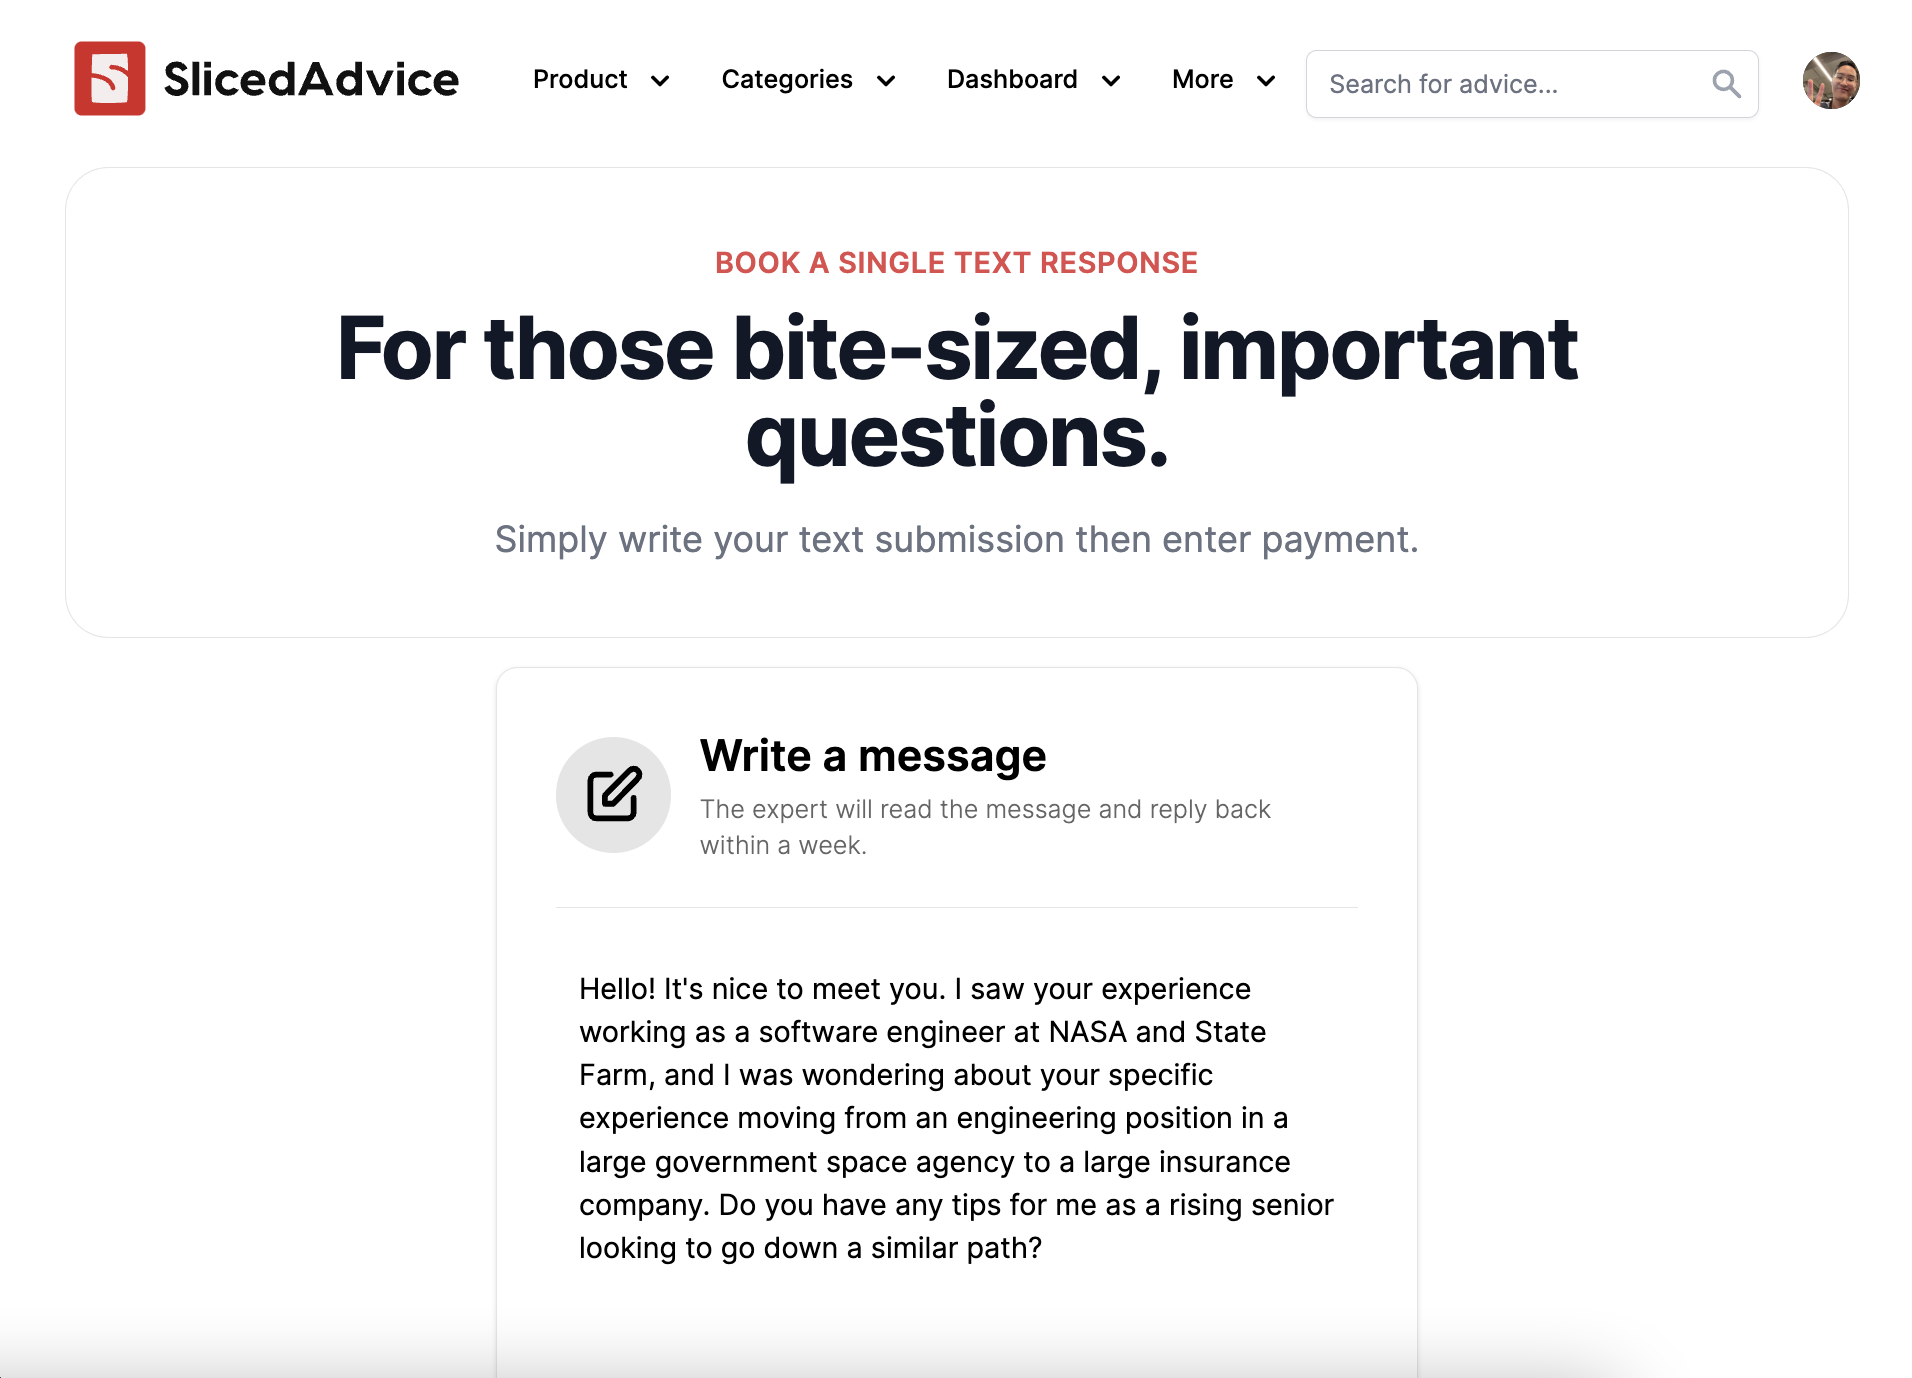 SlicedAdvice
Product
Categories
Dashboard
More
Search for advice...
BOOK A SINGLE TEXT RESPONSE
For those bite-sized, important
questions.
Simply write your text submission then enter payment.
Write a message
The expert will read the message and reply back
within a week.
Hello! It's nice to meet you. I saw your experience
working as a software engineer at NASA and State
Farm, and I was wondering about your specific
experience moving from an engineering position in a
large government space agency to a large insurance
company. Do you have any tips for me as a rising senior
looking to go down a similar path?